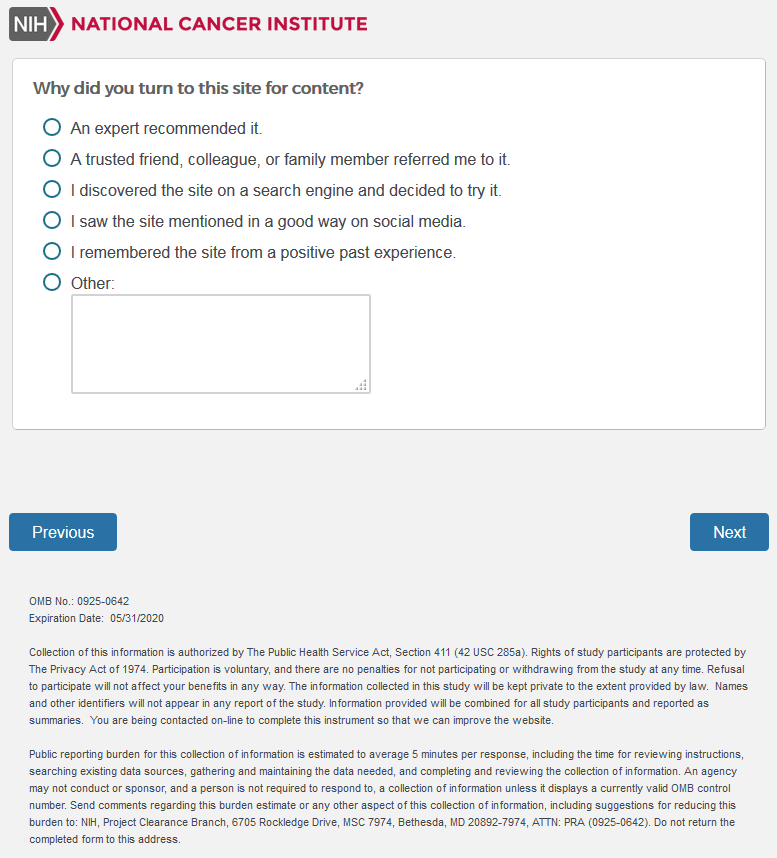 NIH NATIONAL CANCER INSTITUTE
Why did you turn to this site for content?
An expert recommended it.
A trusted friend, colleague, or family member referred me to it.
I discovered the site on a search engine and decided to try it.
I saw the site mentioned in a good way on social media.
I remembered the site from a positive past experience.
Other:
Previous
Next
OMB No.: 0925-0642
Expiration Date: 05/31/2020
Collection of this information is authorized by The Public Health Service Act, Section 411 (42 USC 285a). Rights of study participants are protected by
The Privacy Act of 1974. Participation is voluntary, and there are no penalties for not participating or withdrawing from the study at any time. Refusal
to participate will not affect your benefits in any way. The information collected in this study will be kept private to the extent provided by law. Names
and other identifiers will not appear in any report of the study. Information provided will be combined for all study participants and reported as
summaries. You are being contacted on-line to complete this instrument so that we can improve the website.
Public reporting burden for this collection of information is estimated to average 5 minutes per response, including the time for reviewing instructions,
searching existing data sources, gathering and maintaining the data needed, and completing and reviewing the collection of information. An agency
may not conduct or sponsor, and a person is not required to respond to, a collection of information unless it displays a currently valid OMB control
number. Send comments regarding this burden estimate or any other aspect of this collection of information, including suggestions for reducing this
burden to: NIH, Project Clearance Branch, 6705 Rockledge Drive, MSC 7974, Bethesda, MD 20892-7974, ATTN: PRA (0925-0642). Do not return the
completed form to this address.